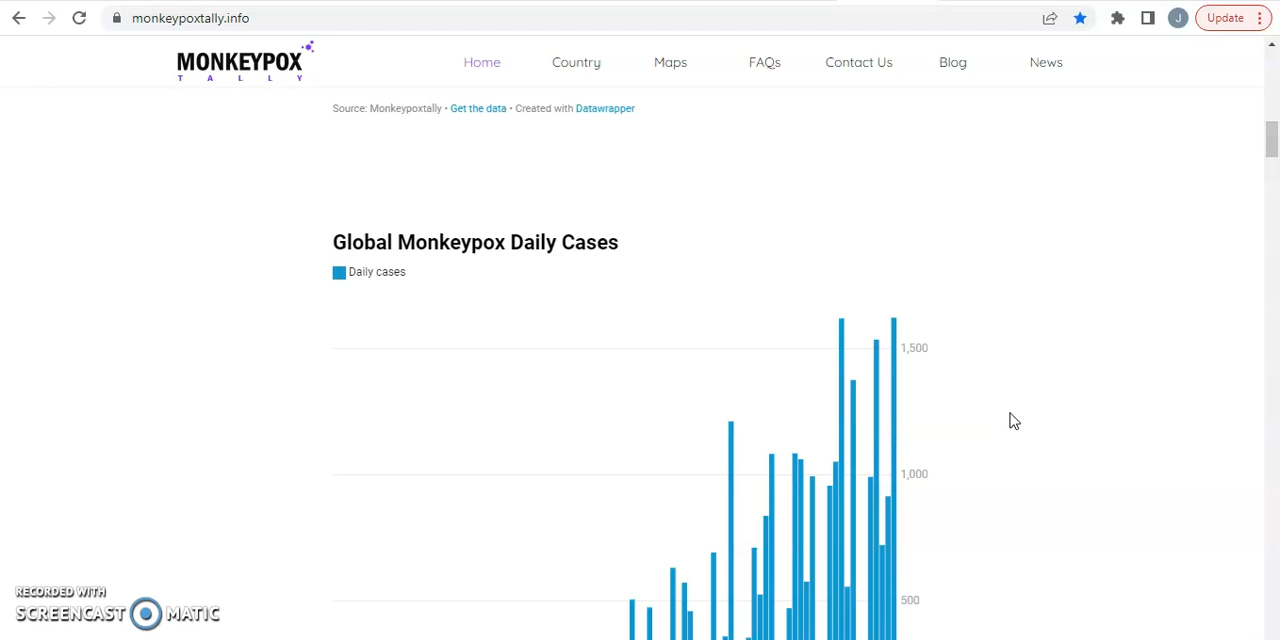 monkeypoxtally.info
J
Update
MONKEYPOX
TALLY
Home
Country
Maps
FAQs
Contact Us
Blog
News
Source: Monkeypoxtally • Get the data • Created with Datawrapper
Global Monkeypox Daily Cases
Daily cases
1,500
1,000
500
RECORDED WITH
SCREENCAST MATIC